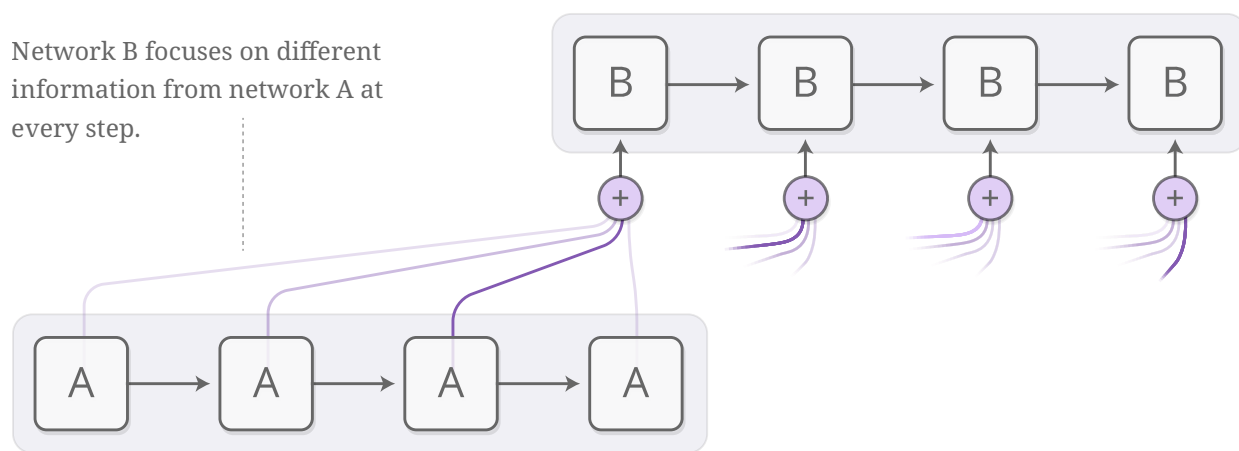 Network B focuses on different
information from network A at
every step.
B B B B
+ + + +
A A A A